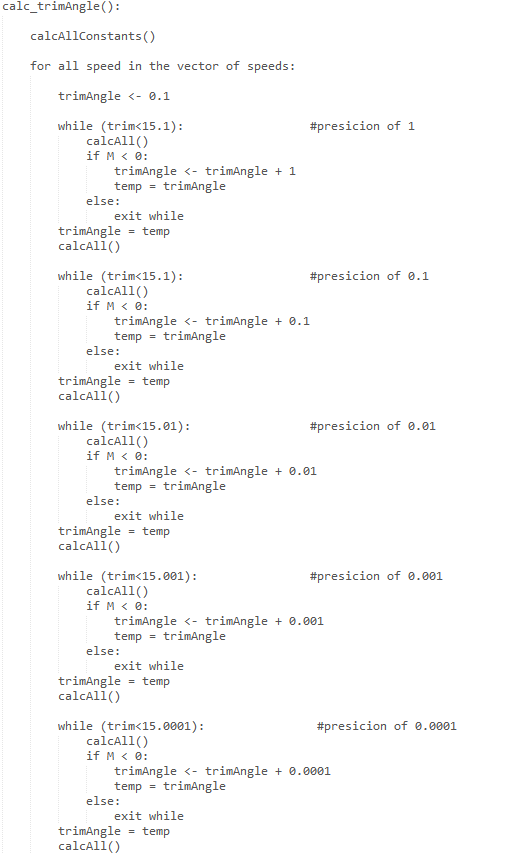 calc_trimAngle():
calcAllConstants()
for all speed in the vector of speeds:
trimAngle <- 0.1
while (trim<15.1): #presicion of 1
calcAll()
if M < 0:
trimAngle <- trimAngle + 1
temp = trimAngle
else:
exit while
trimAngle = temp
calcAll()
while (trim<15.1): #presicion of 0.1
calcAll()
if M < 0:
trimAngle <- trimAngle + 0.1
temp = trimAngle
else:
exit while
trimAngle = temp
calcAll()
while (trim<15.01): #presicion of 0.01
calcAll()
if M < 0:
trimAngle <- trimAngle + 0.01
temp = trimAngle
else:
exit while
trimAngle = temp
calcAll()
while (trim<15.001): #presicion of 0.001
calcAll()
if M < 0:
trimAngle <- trimAngle + 0.001
temp = trimAngle
else:
exit while
trimAngle = temp
calcAll()
while (trim<15.0001): #presicion of 0.0001
calcAll()
if M < 0:
trimAngle <- trimAngle + 0.0001
temp = trimAngle
else:
exit while
trimAngle = temp
calcAll()